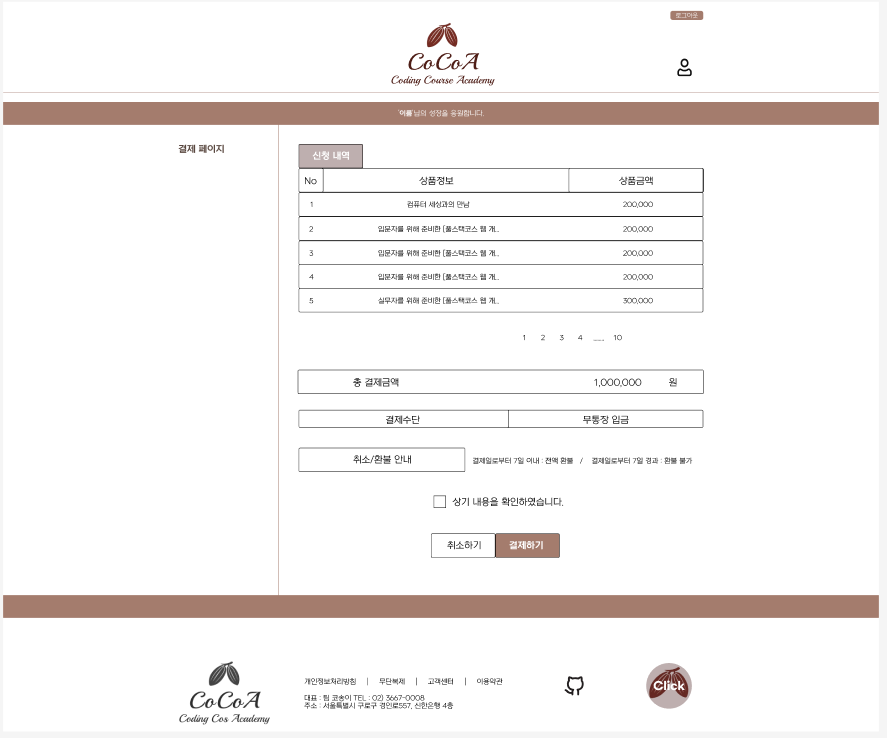 로그아웃
CoCoA
Coding Course Academy
'이름'님의 성장을 응원합니다.
결제 페이지
신청 내역
No 상품정보 상품금액
1 컴퓨터 세상과의 만남 200,000
2 입문자를 위해 준비한 [풀스택코스 웹 개... 200,000
3 입문자를 위해 준비한 [풀스택코스 웹 개... 200,000
4 입문자를 위해 준비한 [풀스택코스 웹 개... 200,000
5 실무자를 위해 준비한 [풀스택코스 웹 개... 300,000
1 2 3 4 ...... 10
총 결제금액 1,000,000 원
결제수단 무통장 입금
취소/환불 안내 결제일로부터 7일 이내 : 전액 환불 / 결제일로부터 7일 경과 : 환불 불가
상기 내용을 확인하였습니다.
취소하기 결제하기
개인정보처리방침 | 무단복제 | 고객센터 | 이용약관
대표 : 팀 코송이 TEL : 02) 3667-0008
주소 : 서울특별시 구로구 경인로557, 신한은행 4층
CoCoA
Coding Cos Academy
Click